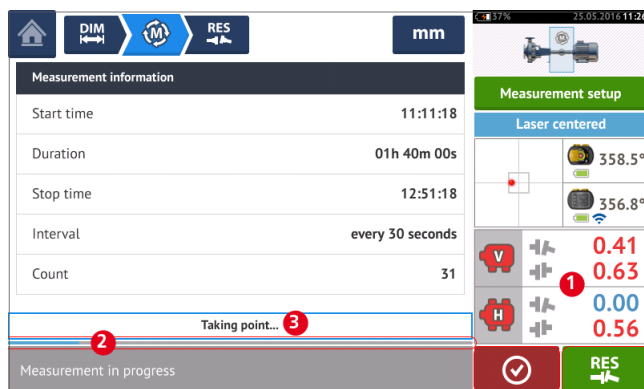 DIM
M
RES
mm
Measurement information
Start time 11:11:18
Duration 01h 40m 00s
Stop time 12:51:18
Interval every 30 seconds
Count 31
Taking point... 3
2
Measurement in progress
37% 25.05.2016 11:26
M
Measurement setup
Laser centered
358.5°
356.8°
V 0.41
0.63
1
H 0.00
0.56
RES